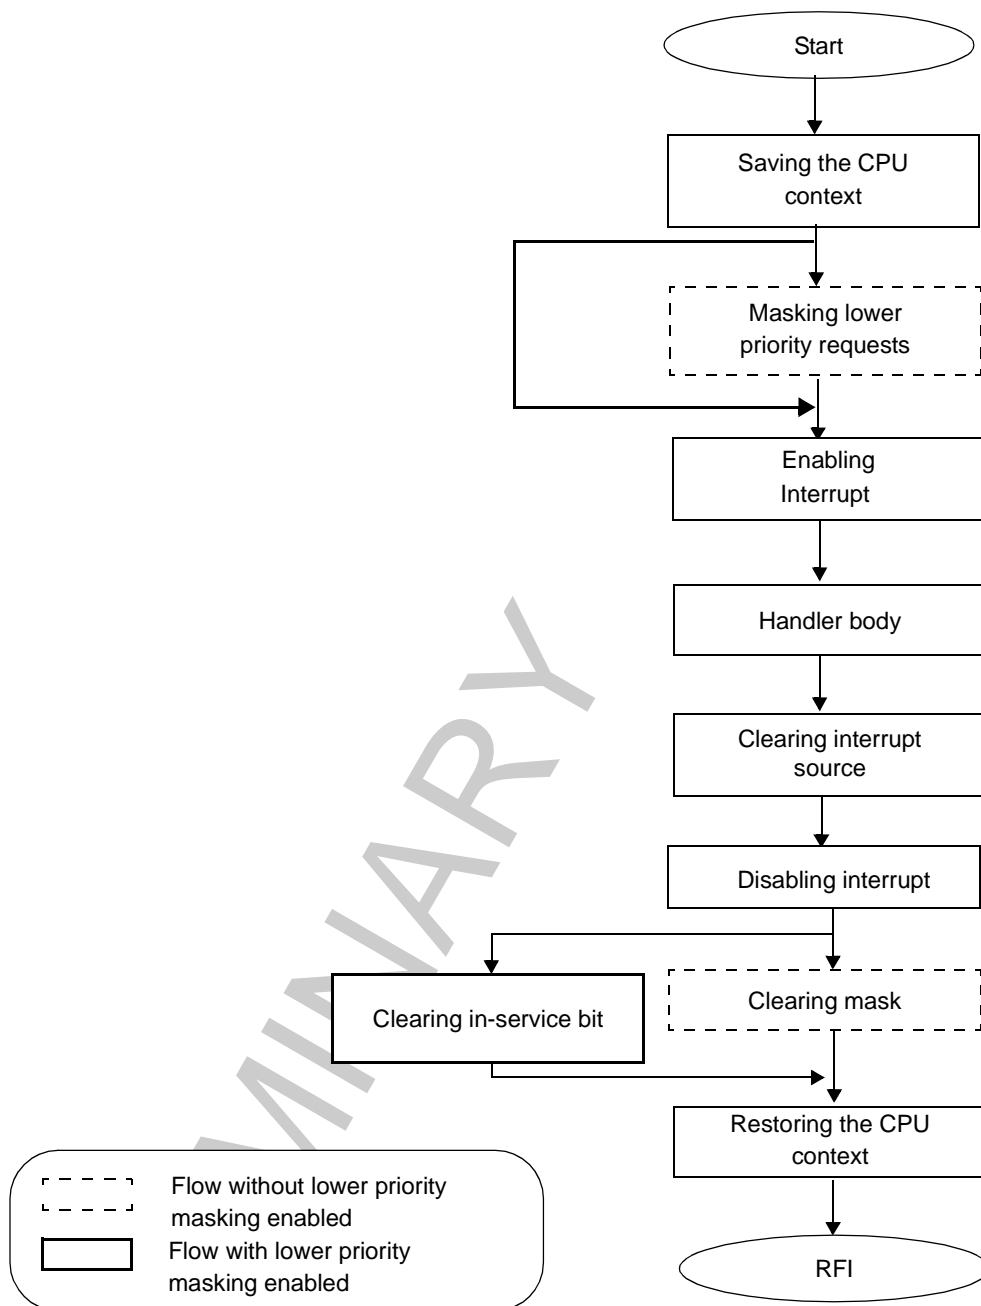 Start
Saving the CPU
context
Masking lower
priority requests
Enabling
Interrupt
Handler body
Clearing interrupt
source
Disabling interrupt
Clearing in-service bit
Clearing mask
Restoring the CPU
context
RFI
Flow without lower priority
masking enabled
Flow with lower priority
masking enabled
MINARY